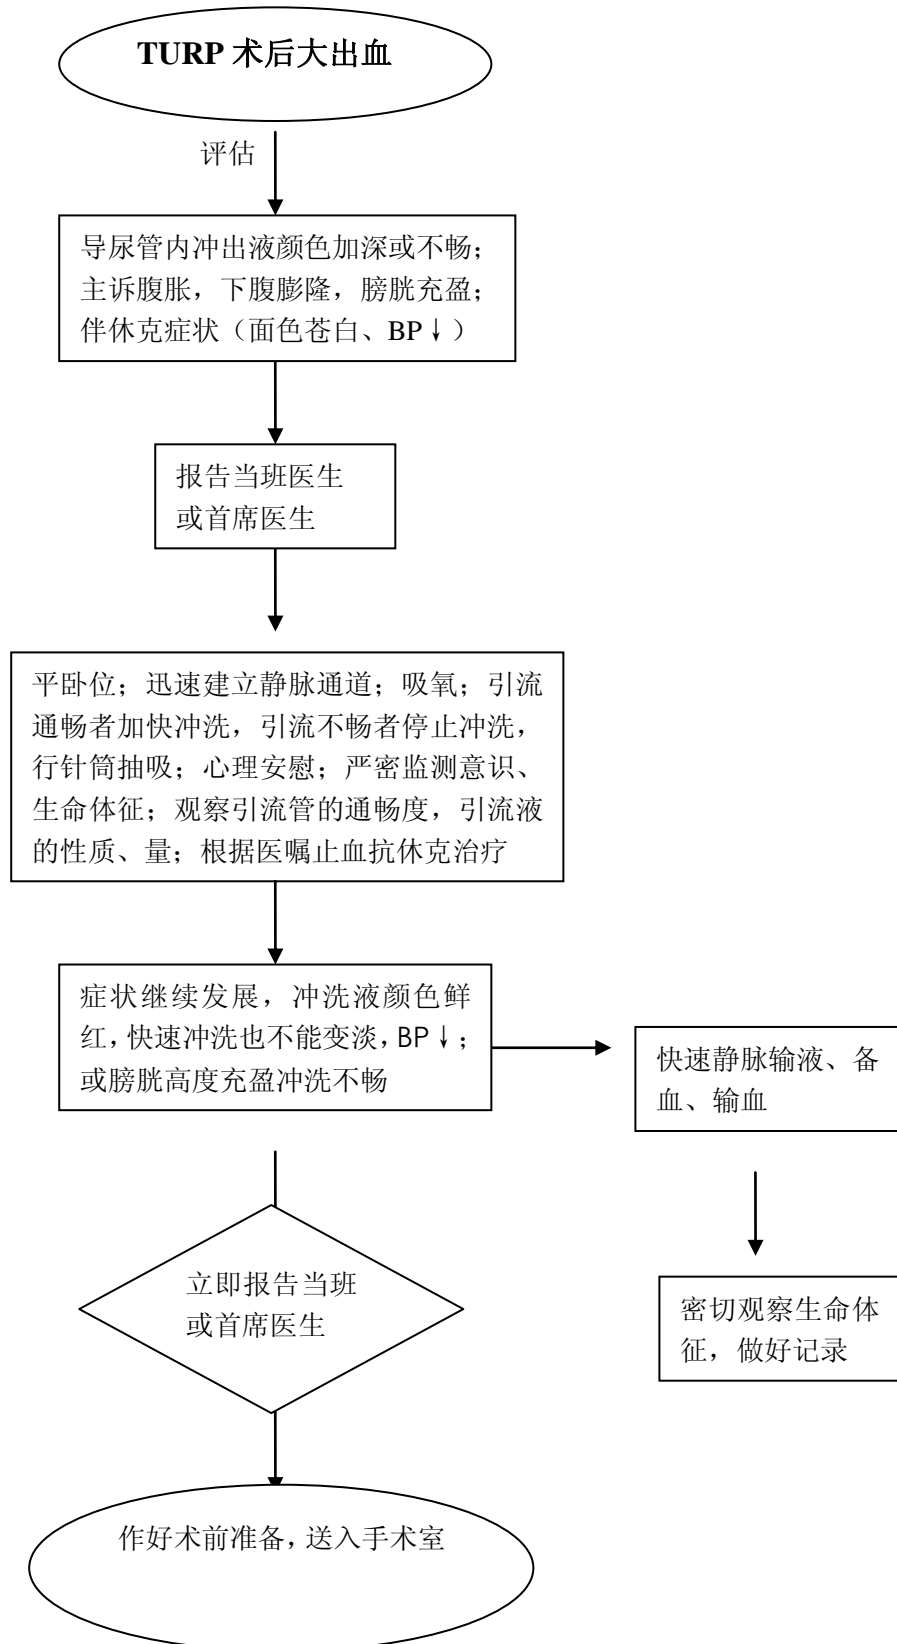 TURP 术后大出血
评估
导尿管内冲出液颜色加深或不畅；
主诉腹胀，下腹膨隆，膀胱充盈；
伴休克症状（面色苍白、BP↓）
报告当班医生
或首席医生
平卧位；迅速建立静脉通道；吸氧；引流
通畅者加快冲洗，引流不畅者停止冲洗，
行针筒抽吸；心理安慰；严密监测意识、
生命体征；观察引流管的通畅度，引流液
的性质、量；根据医嘱止血抗休克治疗
症状继续发展，冲洗液颜色鲜
红，快速冲洗也不能变淡，BP↓；
或膀胱高度充盈冲洗不畅
快速静脉输液、备
血、输血
立即报告当班
或首席医生
密切观察生命体
征，做好记录
作好术前准备，送入手术室